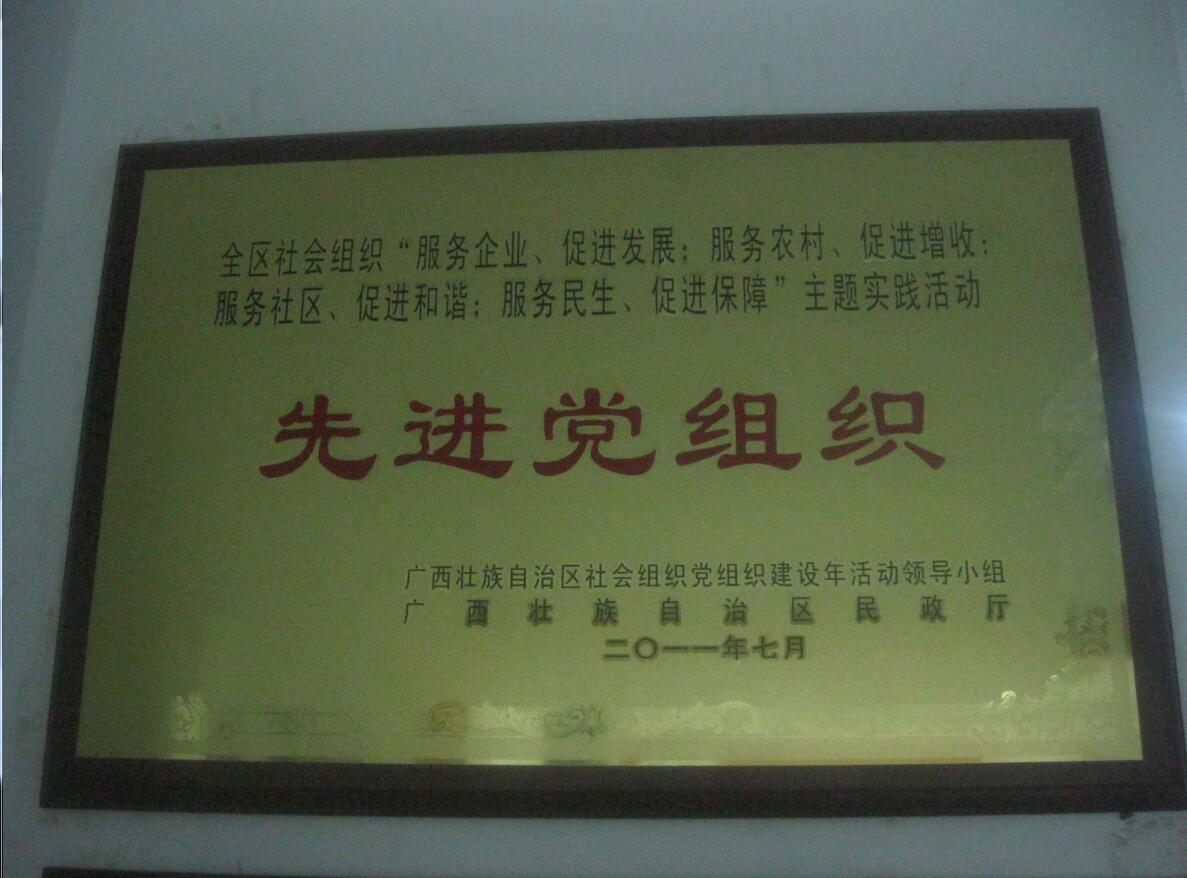 全区社会组织“服务企业、促进发展；服务农村、促进增收；
服务社区、促进和谐；服务民生、促进保障”主题实践活动
先进党组织
广西壮族自治区社会组织党组织建设年活动领导小组
广西壮族自治区民政厅
二〇一一年七月